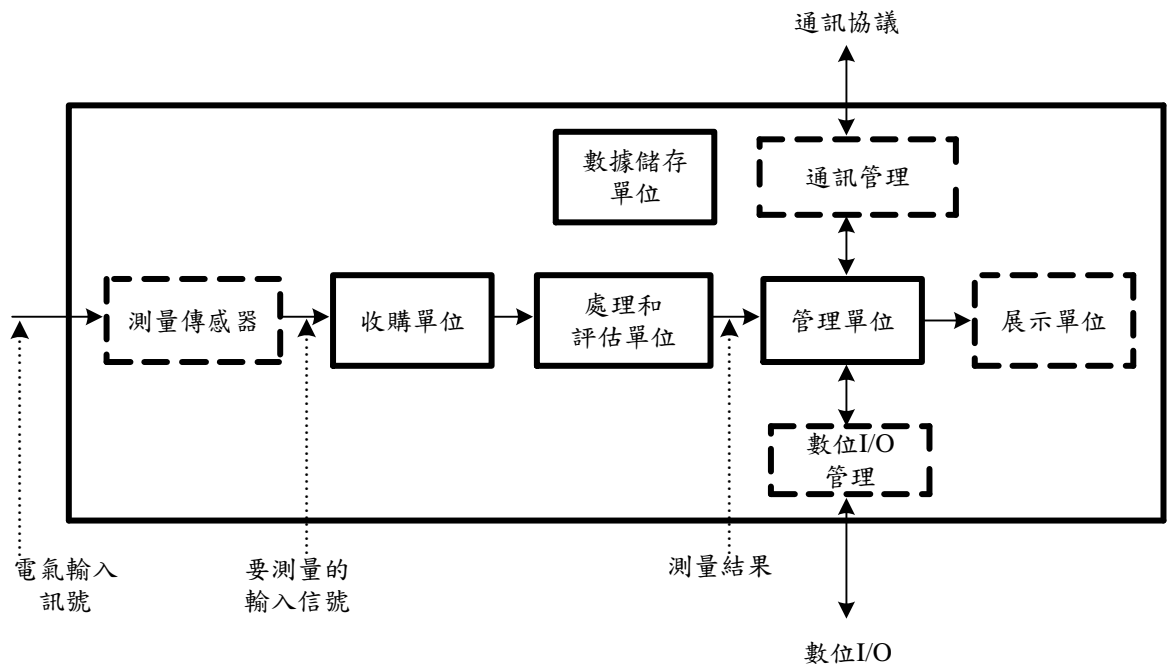 通訊協議
數據儲存
單位
通訊管理
測量傳感器
收購單位
處理和
評估單位
管理單位
展示單位
數位I/O
管理
電氣輸入
訊號
要測量的
輸入信號
測量結果
數位I/O